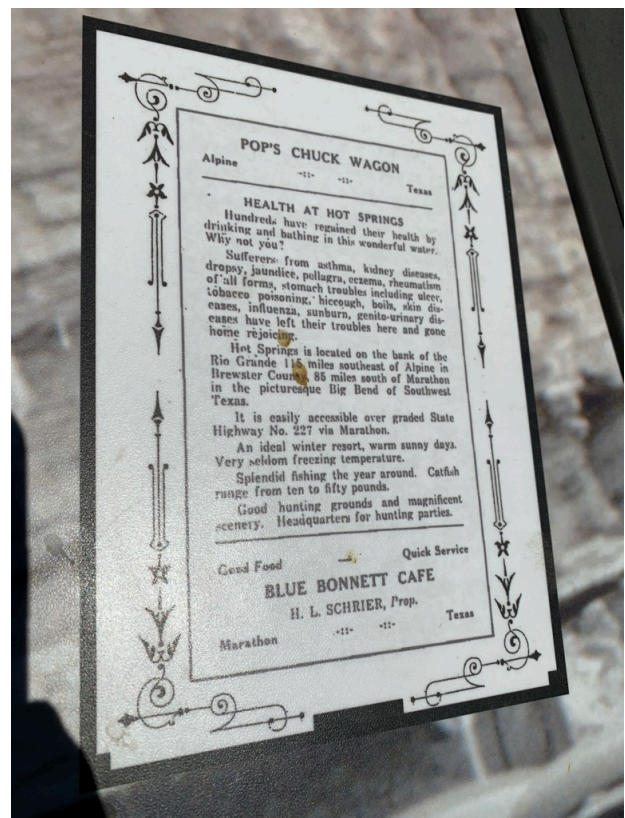 POP'S CHUCK WAGON
Alpine Texas
HEALTH AT HOT SPRINGS
Hundreds have regained their health by
drinking and bathing in this wonderful water.
Why not you?
Sufferers from asthma, kidney diseases,
dropsy, jaundice, pellagra, eczema, rheumatism
of all forms, stomach troubles including ulcer,
tobacco poisoning, hiccough, boils, skin dis-
eases, influenza, sunburn, genito-urinary dis-
eases have left their troubles here and gone
home rejoicing.
Hot Springs is located on the bank of the
Rio Grande 115 miles southeast of Alpine in
Brewster County, 85 miles south of Marathon
in the picturesque Big Bend of Southwest
Texas.
It is easily accessible over graded State
Highway No. 227 via Marathon.
An ideal winter resort, warm sunny days.
Very seldom freezing temperature.
Splendid fishing the year around. Catfish
range from ten to fifty pounds.
Good hunting grounds and magnificent
scenery. Headquarters for hunting parties.
Good Food Quick Service
BLUE BONNETT CAFE
H. L. SCHRIER, Prop.
Marathon Texas